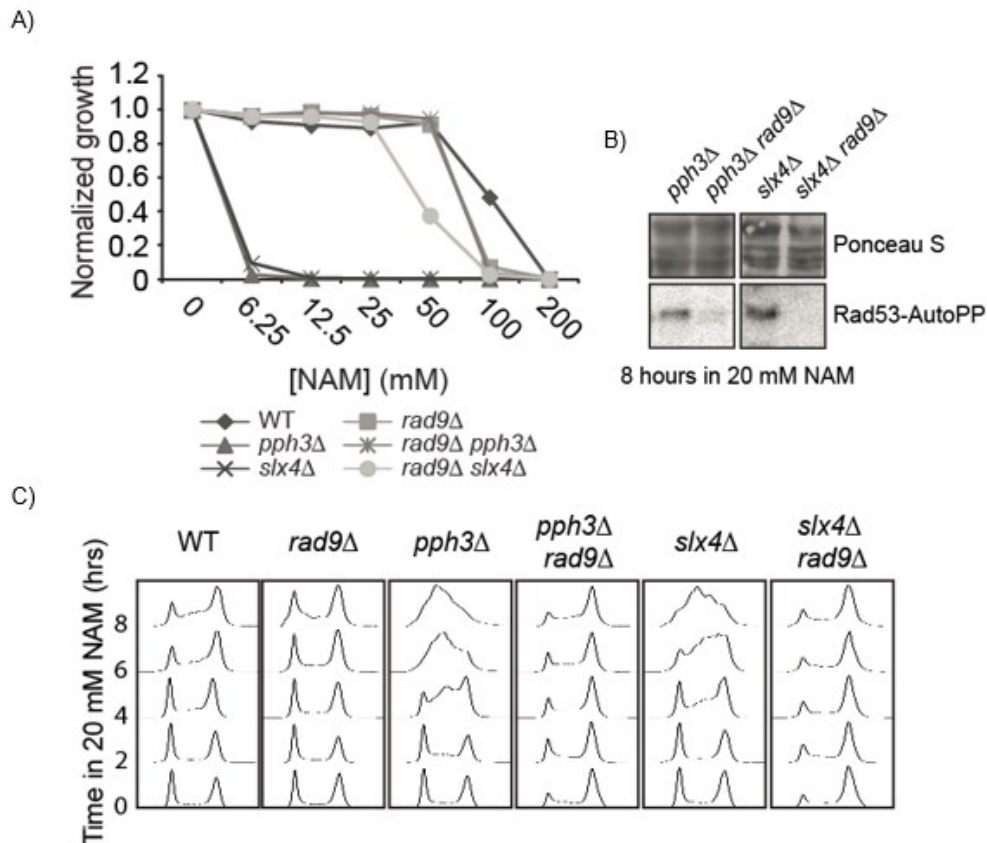 A)
Normalized growth
1.2
1.0
0.8
0.6
0.4
0.2
0
0
6.25
12.5
25
50
100
200
[NAM] (mM)
WT
pph3Δ
slx4Δ
rad9Δ
rad9Δ pph3Δ
rad9Δ slx4Δ
B)
pph3Δ
pph3Δ rad9Δ
slx4Δ
slx4Δ rad9Δ
Ponceau S
Rad53-AutoPP
8 hours in 20 mM NAM
C)
Time in 20 mM NAM (hrs)
WT
rad9Δ
pph3Δ
pph3Δ
rad9Δ
slx4Δ
slx4Δ
rad9Δ
8
6
4
2
0